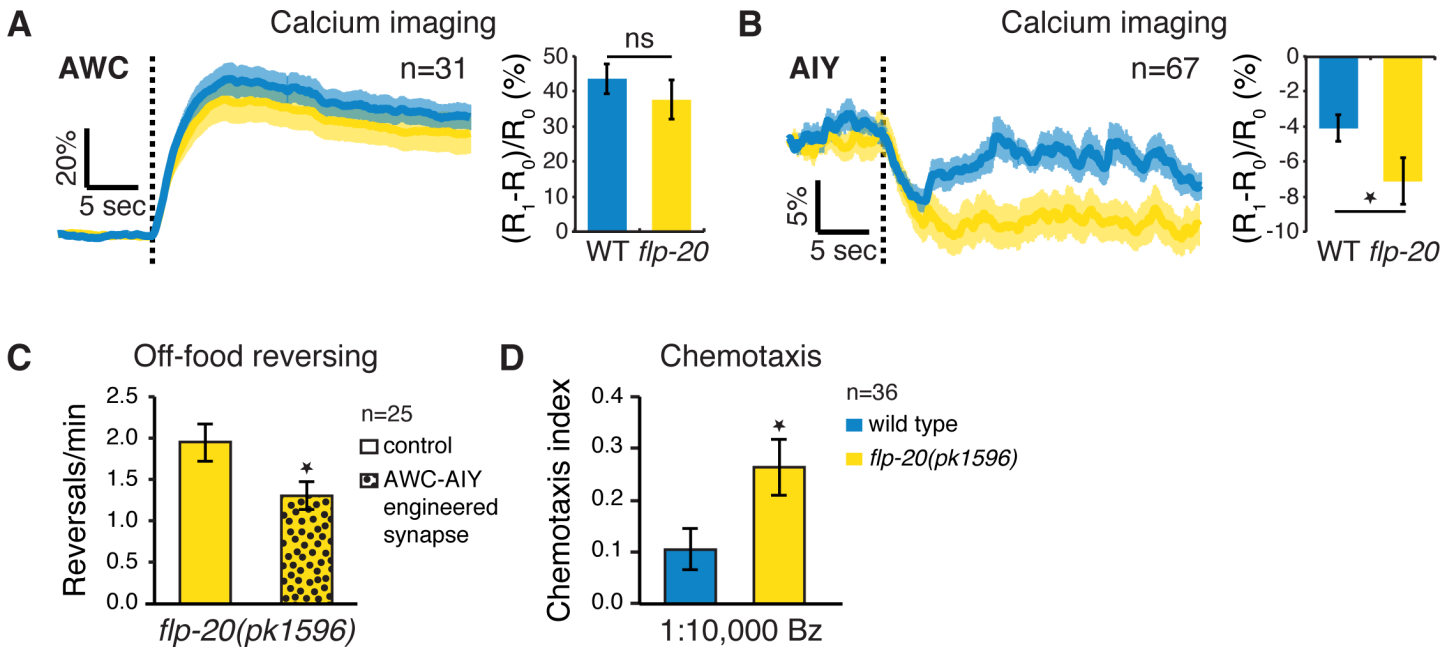 A
Calcium imaging
AWC
n=31
20%
5 sec
(R1-R0)/R0 (%)
50
40
30
20
10
0
ns
WT flp-20
B
Calcium imaging
AIY
n=67
5%
5 sec
(R1-R0)/R0 (%)
0
-2
-4
-6
-8
-10
★
WT flp-20
C
Off-food reversing
Reversals/min
2.5
2.0
1.5
1.0
0.5
0.0
★
flp-20(pk1596)
n=25
control
AWC-AIY
engineered
synapse
D
Chemotaxis
Chemotaxis index
0.4
0.3
0.2
0.1
0.0
★
1:10,000 Bz
n=36
wild type
flp-20(pk1596)